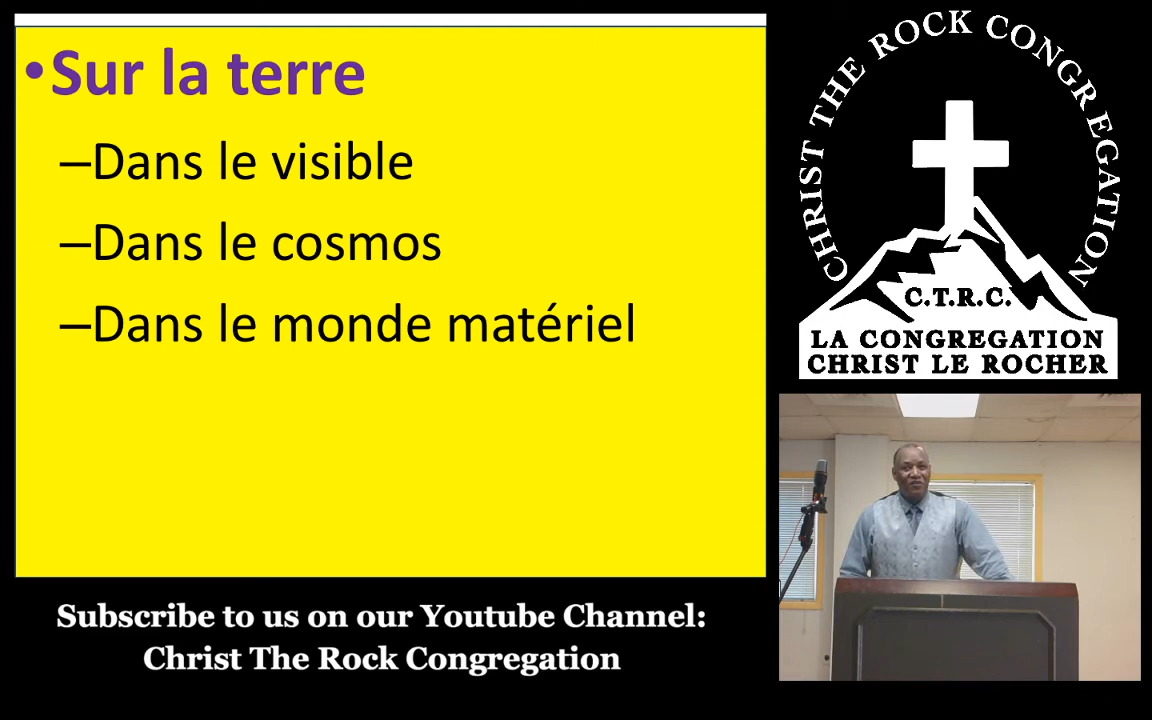 •Sur la terre
–Dans le visible
–Dans le cosmos
–Dans le monde matériel
CHRIST THE ROCK CONGREGATION
C.T.R.C.
LA CONGREGATION
CHRIST LE ROCHER
Subscribe to us on our Youtube Channel:
Christ The Rock Congregation